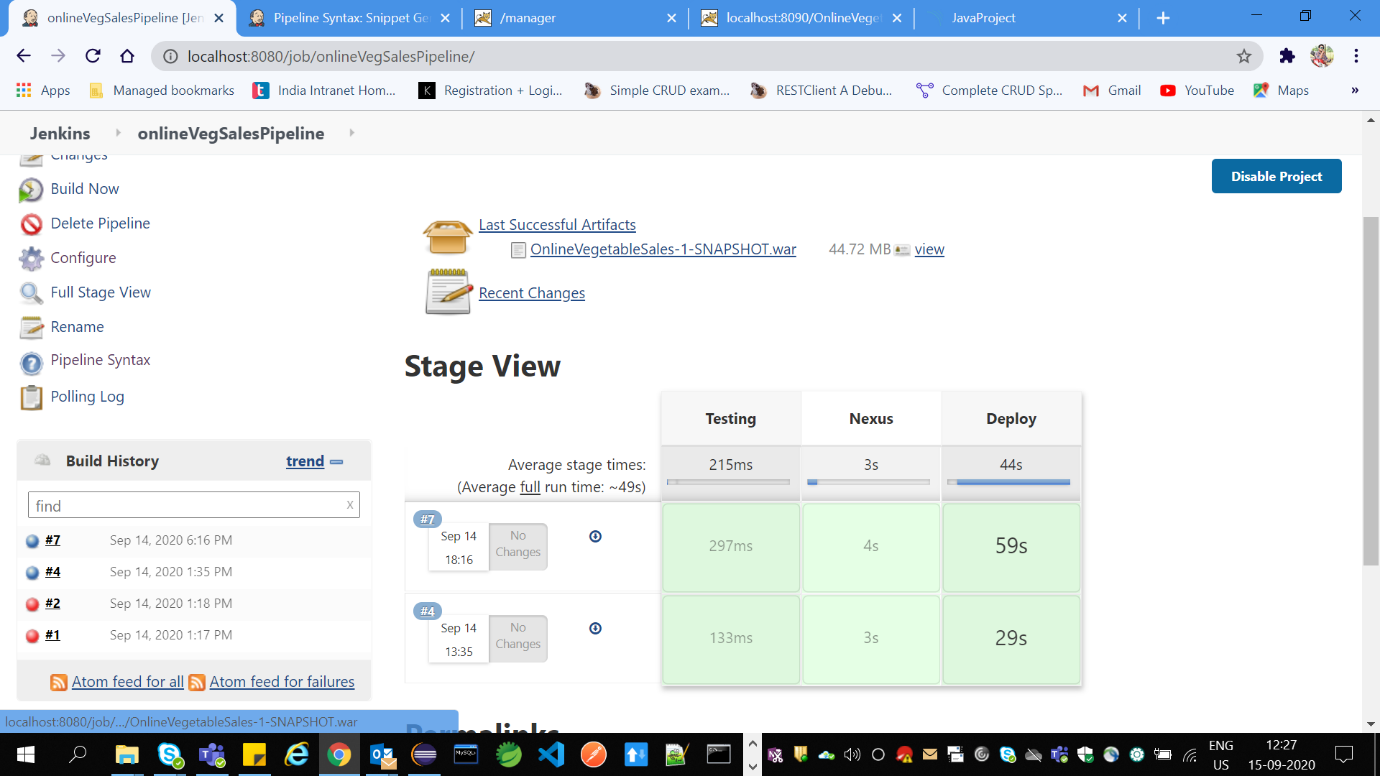 onlineVegSalesPipeline [Jen
Pipeline Syntax: Snippet Ge
/manager
localhost:8090/OnlineVeget
JavaProject
localhost:8080/job/onlineVegSalesPipeline/
Apps
Managed bookmarks
India Intranet Hom...
Registration + Logi...
Simple CRUD exam...
RESTClient A Debu...
Complete CRUD Sp...
Gmail
YouTube
Maps
»
Jenkins
onlineVegSalesPipeline
Changes
Build Now
Delete Pipeline
Configure
Full Stage View
Rename
Pipeline Syntax
Polling Log
Disable Project
Last Successful Artifacts
OnlineVegetableSales-1-SNAPSHOT.war 44.72 MB view
Recent Changes
Stage View
Testing Nexus Deploy
Average stage times: 215ms 3s 44s
(Average full run time: ~49s)
#7
Sep 14
18:16
No
Changes
297ms 4s 59s
#4
Sep 14
13:35
No
Changes
133ms 3s 29s
Build History trend
find x
#7 Sep 14, 2020 6:16 PM
#4 Sep 14, 2020 1:35 PM
#2 Sep 14, 2020 1:18 PM
#1 Sep 14, 2020 1:17 PM
Atom feed for all Atom feed for failures
Permalinks
localhost:8080/job/.../OnlineVegetableSales-1-SNAPSHOT.war
ENG
US
12:27
15-09-2020